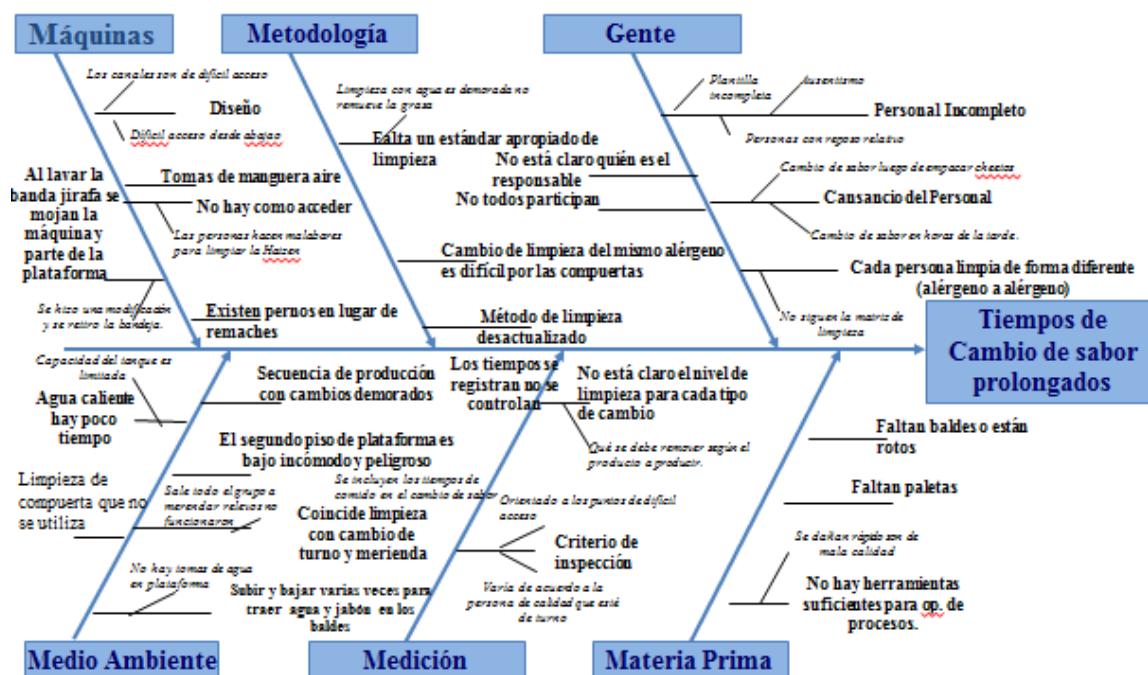 Máquinas
Metodología
Gente
Los canales son de difícil acceso
Diseño
Difícil acceso desde abajao
Al lavar la
banda jirafa se
mojan la
máquina y
parte de la
plataforma
Tomas de manguera aire
No hay como acceder
Las personas hacen malabares
para limpiar la Haizen
Se hizo una modificación
y se retiro la bandeja.
Existen pernos en lugar de
remaches
Limpieza con agua es demorada no
remueve la grasa
Falta un estándar apropiado de
limpieza
Cambio de limpieza del mismo alérgeno
es difícil por las compuertas
Método de limpieza
desactualizado
Plantilla
incompleta
Ausentismo
Personal Incompleto
Personas con reposo relativo
No está claro quién es el
responsable
No todos participan
Cambio de sabor luego de empacar cheetos
Cansancio del Personal
Cambio de sabor en horas de la tarde.
Cada persona limpia de forma diferente
(alérgeno a alérgeno)
No siguen la matriz de
limpieza
Tiempos de
Cambio de sabor
prolongados
Capacidad del tanque es
limitada
Agua caliente
hay poco
tiempo
Secuencia de producción
con cambios demorados
El segundo piso de plataforma es
bajo incómodo y peligroso
Limpieza de
compuerta que no
se utiliza
Sale todo el grupo a
merendar relevos no
funcionaron
No hay tomas de agua
en plataforma
Subir y bajar varias veces para
traer agua y jabón en los
baldes
Los tiempos se
registran no se
controlan
No está claro el nivel de
limpieza para cada tipo
de cambio
Qué se debe remover según el
producto a producir.
Se incluyen los tiempos de
comido en el cambio de sabor
Coincide limpieza
con cambio de
turno y merienda
Orientado a los puntos de difícil
acceso
Criterio de
inspección
Varía de acuerdo a la
persona de calidad que esté
de turno
Faltan baldes o están
rotos
Faltan paletas
Se dañan rápido son de
mala calidad
No hay herramientas
suficientes para op. de
procesos.
Medio Ambiente
Medición
Materia Prima